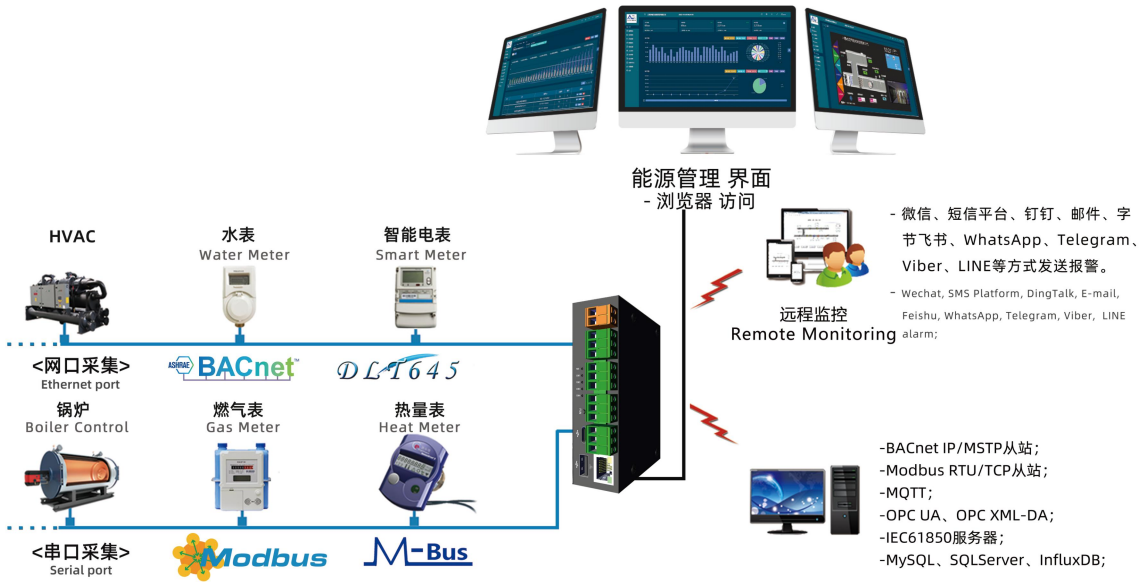 能源管理 界面
- 浏览器 访问
HVAC
水表
Water Meter
智能电表
Smart Meter
- 微信、短信平台、钉钉、邮件、字
节飞书、WhatsApp、Telegram、
Viber、LINE等方式发送报警。
- Wechat, SMS Platform, DingTalk, E-mail,
Feishu, WhatsApp, Telegram, Viber, LINE
alarm;
远程监控
Remote Monitoring
<网口采集>
Ethernet port
ASHRAE BACnet™
DLT645
锅炉
Boiler Control
燃气表
Gas Meter
热量表
Heat Meter
-BACnet IP/MSTP从站；
-Modbus RTU/TCP从站；
-MQTT；
-OPC UA、OPC XML-DA；
-IEC61850服务器；
-MySQL、SQLServer、InfluxDB；
<串口采集>
Serial port
Modbus
M-Bus